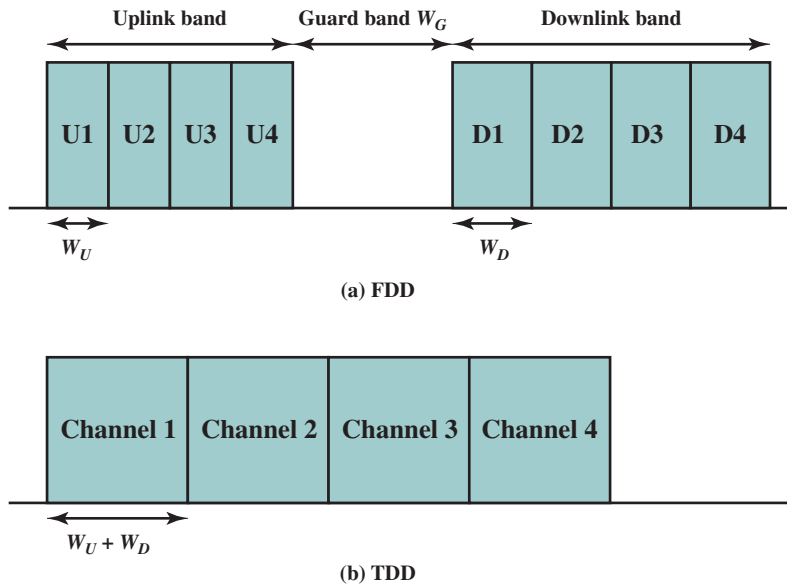 Uplink band
Guard band W_G
Downlink band
U1
U2
U3
U4
D1
D2
D3
D4
W_U
W_D
(a) FDD
Channel 1
Channel 2
Channel 3
Channel 4
W_U + W_D
(b) TDD